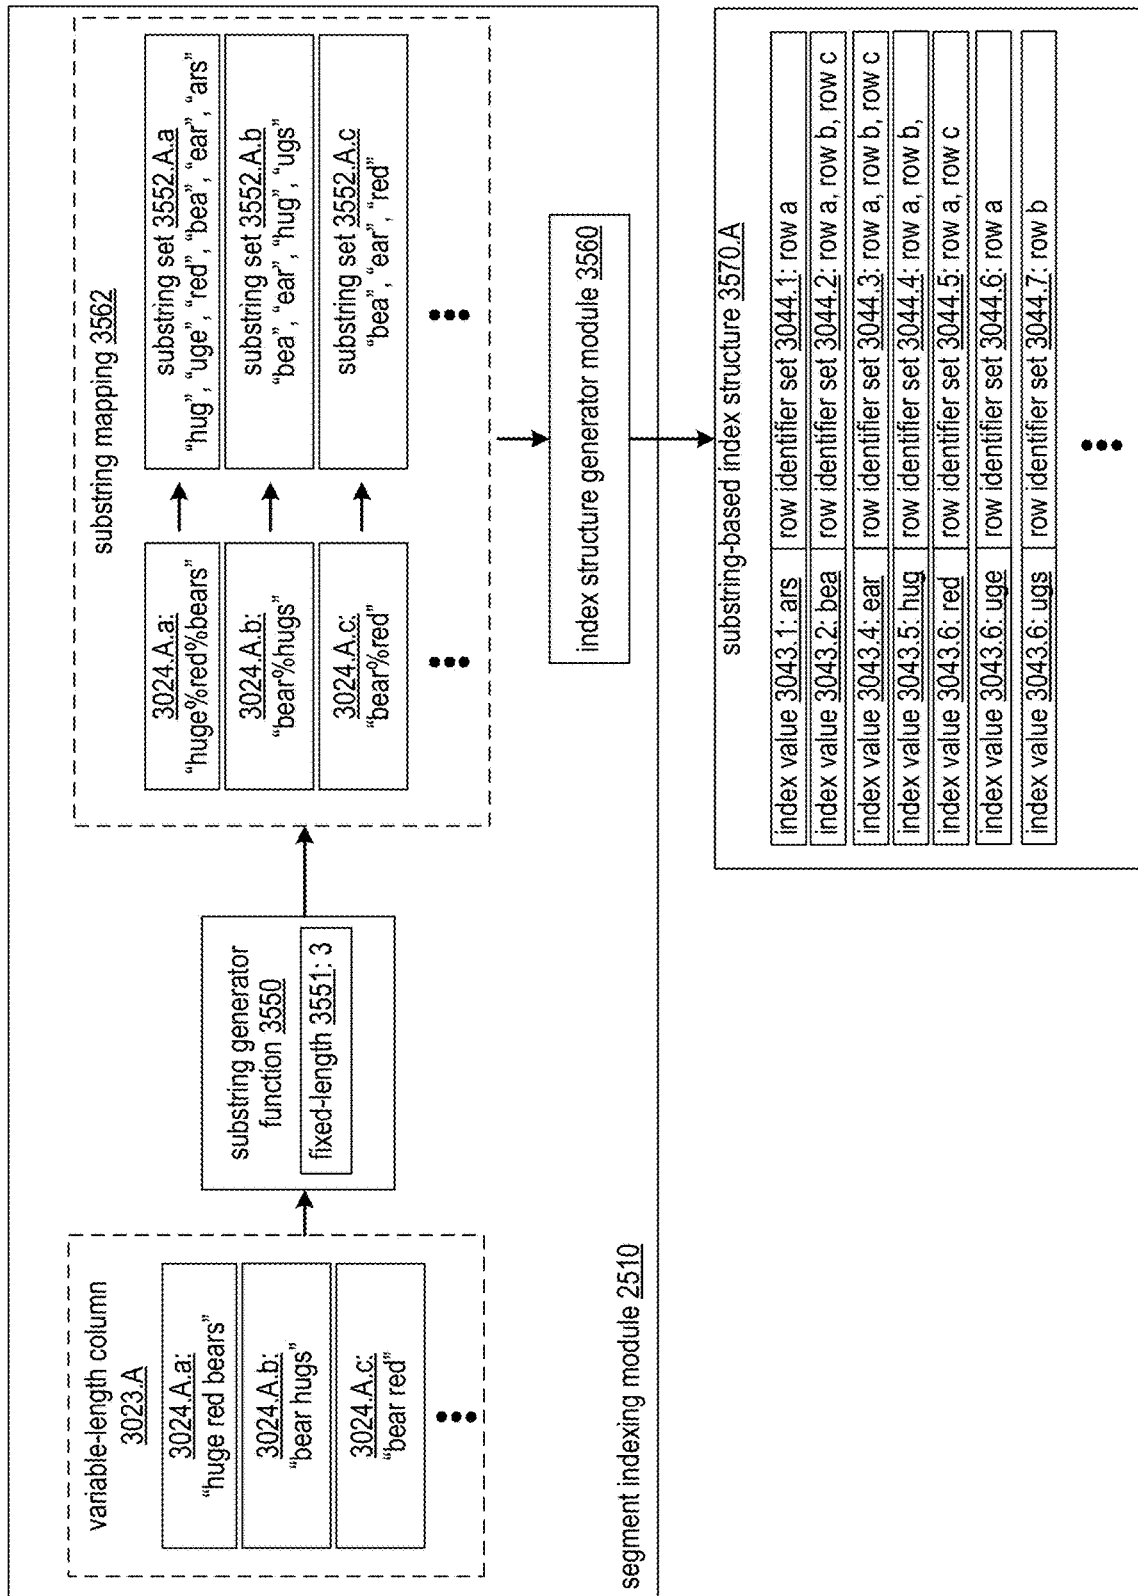 variable-length column
3023.A
3024.A.a:
“huge red bears”
3024.A.b:
“bear hugs”
3024.A.c:
“bear red”
substring generator
function 3550
fixed-length 3551: 3
substring mapping 3562
3024.A.a:
“huge%red%bears”
3024.A.b:
“bear%hugs”
3024.A.c:
“bear%red”
substring set 3552.A.a
“hug”, “uge”, “red”, “bea”, “ear”, “ars”
substring set 3552.A.b
“bea”, “ear”, “hug”, “ugs”
substring set 3552.A.c
“bea”, “ear”, “red”
index structure generator module 3560
segment indexing module 2510
substring-based index structure 3570.A
index value 3043.1: ars row identifier set 3044.1: row a
index value 3043.2: bea row identifier set 3044.2: row a, row b, row c
index value 3043.4: ear row identifier set 3044.3: row a, row b, row c
index value 3043.5: hug row identifier set 3044.4: row a, row b,
index value 3043.6: red row identifier set 3044.5: row a, row c
index value 3043.6: uge row identifier set 3044.6: row a
index value 3043.6: ugs row identifier set 3044.7: row b